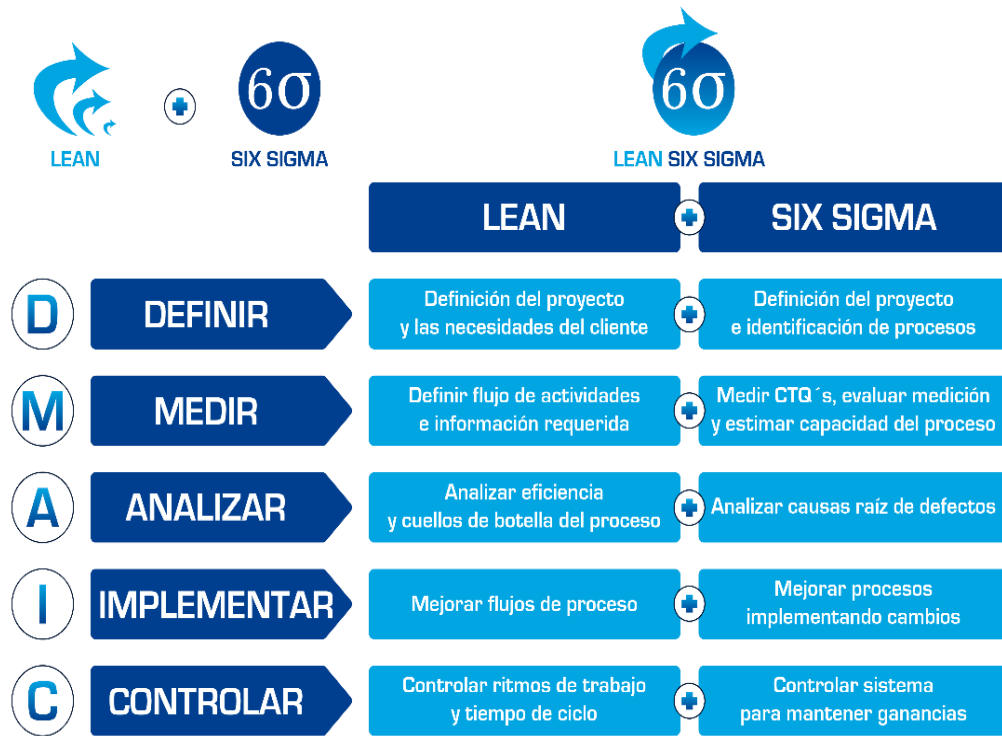 6σ
6σ
LEAN
SIX SIGMA
LEAN SIX SIGMA
LEAN
SIX SIGMA
D
DEFINIR
Definición del proyecto
y las necesidades del cliente
Definición del proyecto
e identificación de procesos
M
MEDIR
Definir flujo de actividades
e información requerida
Medir CTQ´s, evaluar medición
y estimar capacidad del proceso
A
ANALIZAR
Analizar eficiencia
y cuellos de botella del proceso
Analizar causas raíz de defectos
I
IMPLEMENTAR
Mejorar flujos de proceso
Mejorar procesos
implementando cambios
C
CONTROLAR
Controlar ritmos de trabajo
y tiempo de ciclo
Controlar sistema
para mantener ganancias